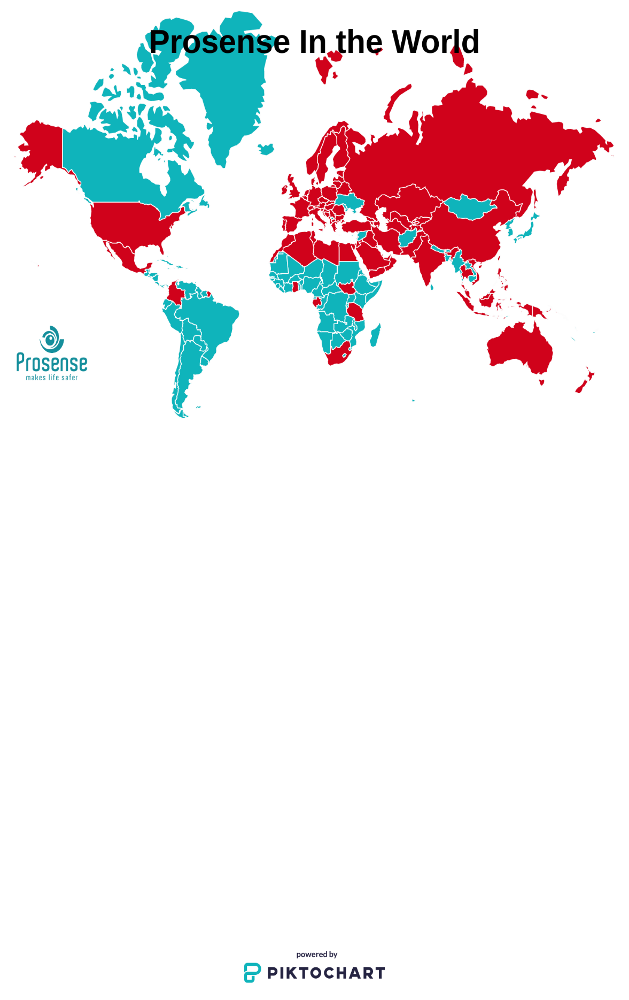 Prosense In the World
Prosense
makes life safer
powered by
PIKTOCHART